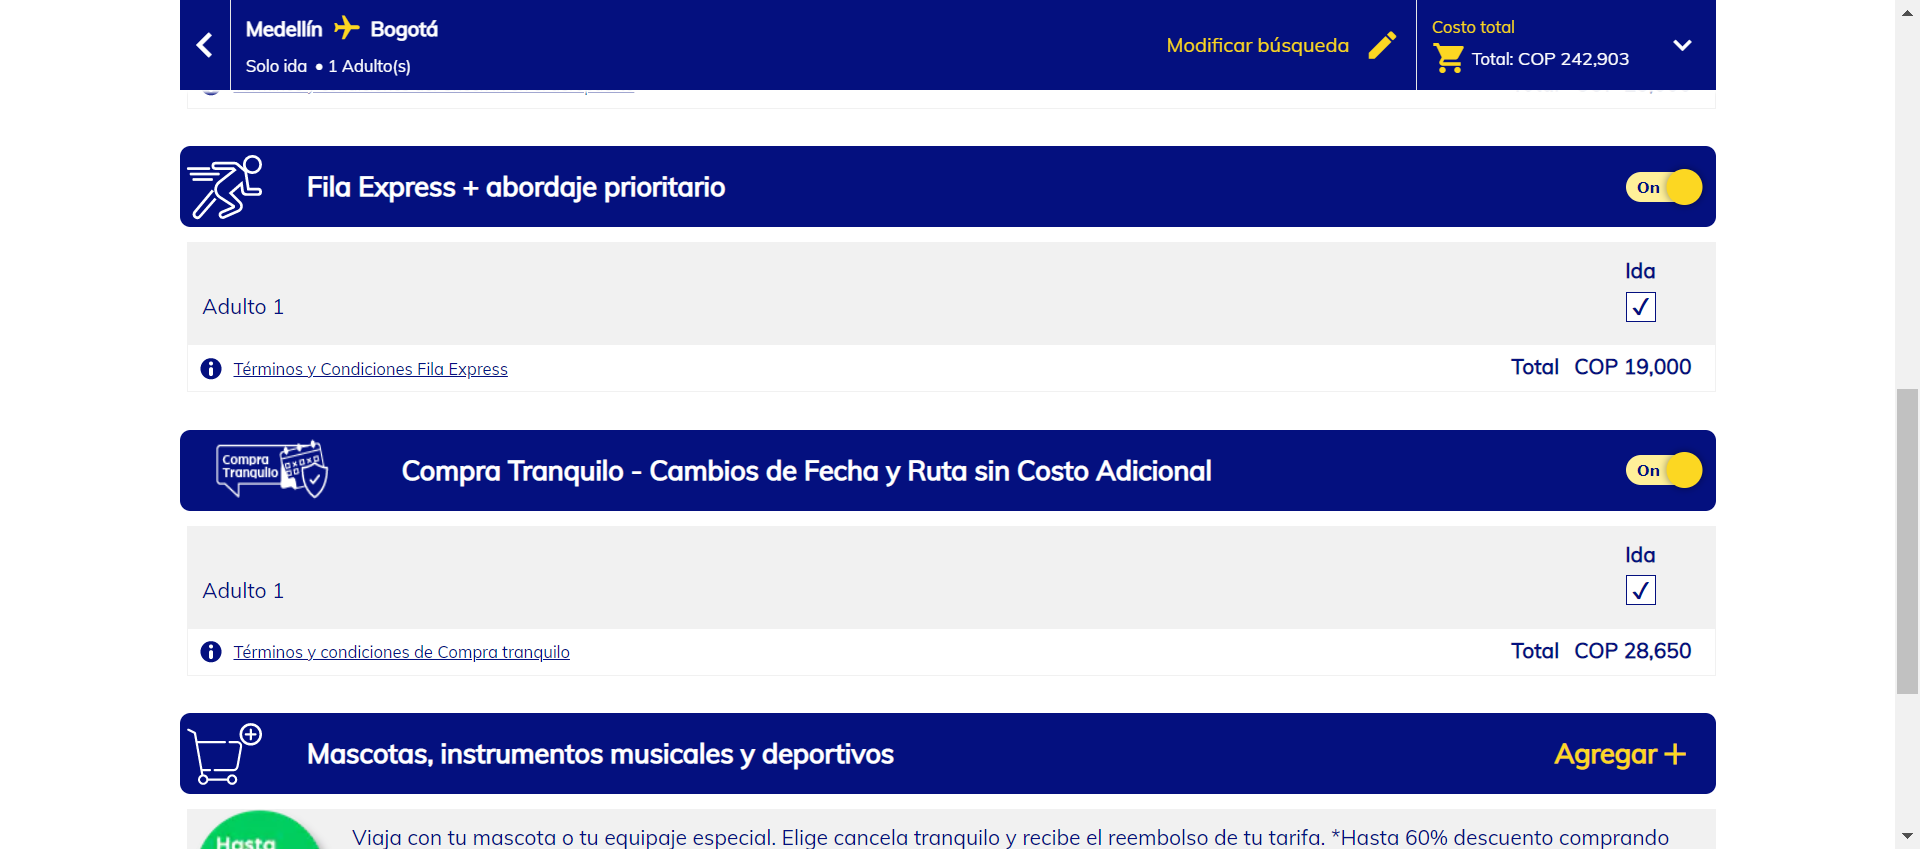 Medellín Bogotá
Solo ida • 1 Adulto(s)
Modificar búsqueda
Costo total
Total: COP 242,903
Fila Express + abordaje prioritario
On
Ida
Adulto 1
Términos y Condiciones Fila Express
Total COP 19,000
Compra
Tranquilo
Compra Tranquilo - Cambios de Fecha y Ruta sin Costo Adicional
On
Ida
Adulto 1
Términos y condiciones de Compra tranquilo
Total COP 28,650
Mascotas, instrumentos musicales y deportivos
Agregar +
Hasta
Viaja con tu mascota o tu equipaje especial. Elige cancela tranquilo y recibe el reembolso de tu tarifa. *Hasta 60% descuento comprando